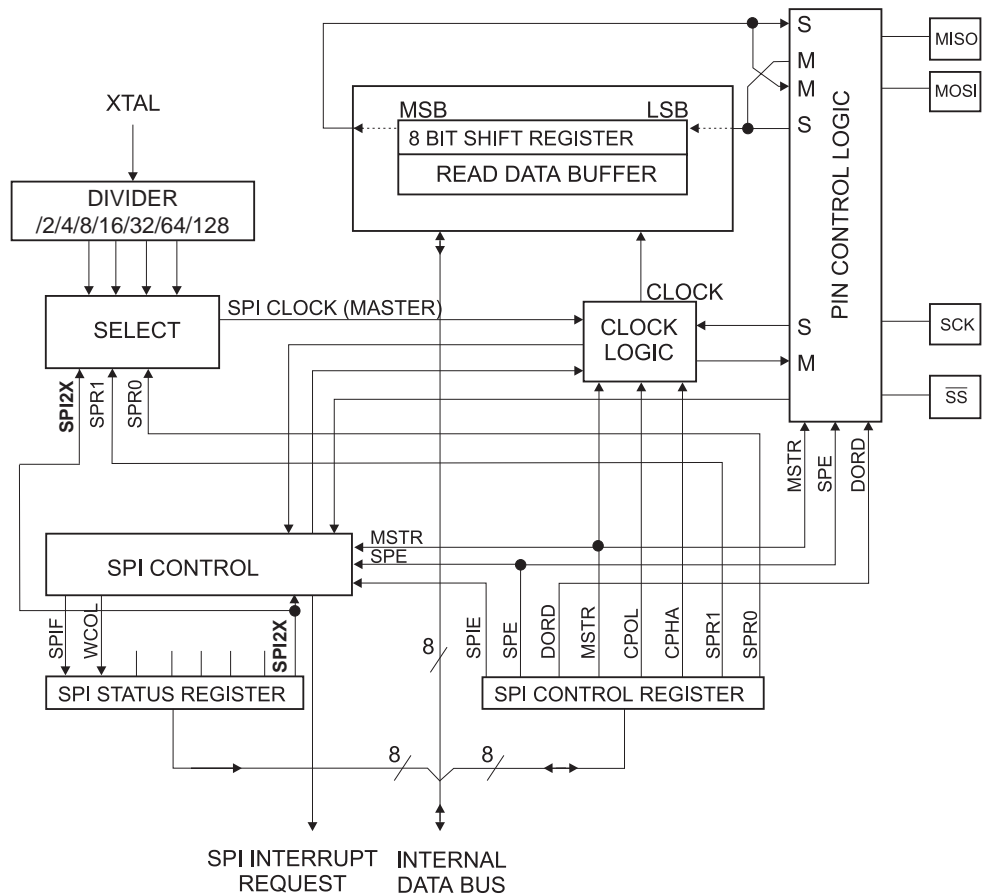 S
MISO
M
M
MOSI
XTAL
MSB
LSB
S
8 BIT SHIFT REGISTER
READ DATA BUFFER
DIVIDER
/2/4/8/16/32/64/128
PIN CONTROL LOGIC
SPI CLOCK (MASTER)
CLOCK
SELECT
CLOCK
LOGIC
S
SCK
M
SS
SPI2X
SPR1
SPR0
MSTR
SPE
DORD
MSTR
SPE
SPI CONTROL
SPIF
WCOL
SPI2X
SPIE
SPE
DORD
MSTR
CPOL
CPHA
SPR1
SPR0
8
SPI STATUS REGISTER
SPI CONTROL REGISTER
8
8
SPI INTERRUPT
REQUEST
INTERNAL
DATA BUS